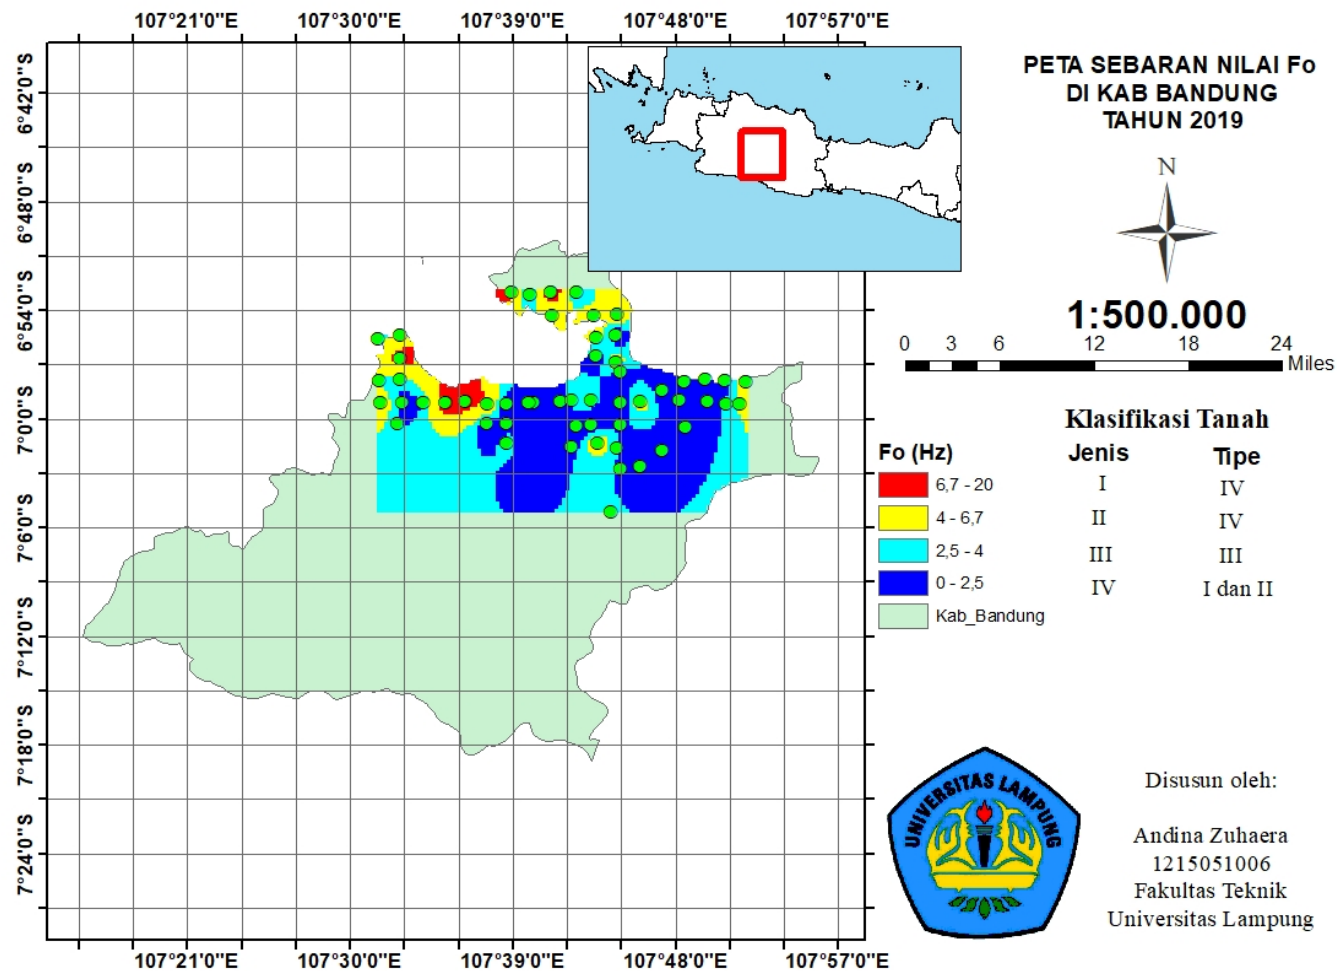 107°21'0"E 107°30'0"E 107°39'0"E 107°48'0"E 107°57'0"E
6°42'0"S
6°48'0"S
6°54'0"S
7°0'0"S
7°6'0"S
7°12'0"S
7°18'0"S
7°24'0"S
107°21'0"E 107°30'0"E 107°39'0"E 107°48'0"E 107°57'0"E
PETA SEBARAN NILAI Fo
DI KAB BANDUNG
TAHUN 2019
N
1:500.000
0 3 6 12 18 24
Miles
Klasifikasi Tanah
Fo (Hz) Jenis Tipe
6,7 - 20 I IV
4 - 6,7 II IV
2,5 - 4 III III
0 - 2,5 IV I dan II
Kab_Bandung
UNIVERSITAS LAMPUNG
Disusun oleh:
Andina Zuhaera
1215051006
Fakultas Teknik
Universitas Lampung